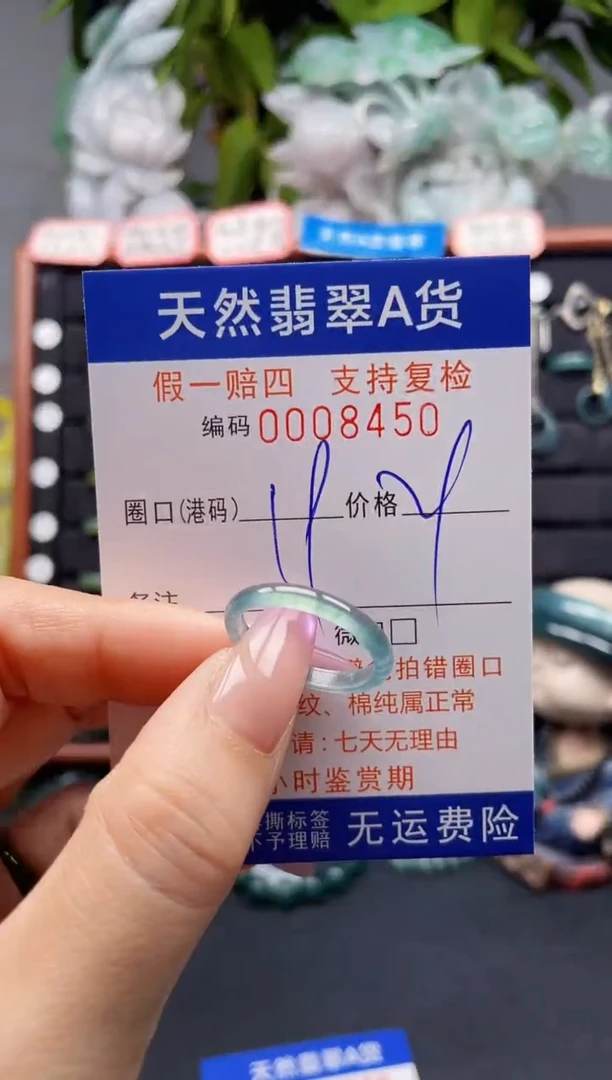 天然翡翠A货
假一赔四 支持复检
编码 0008450
圈口(港码) 价格
备注
微
拍错圈口
纹、棉纯属正常
请:七天无理由
小时鉴赏期
撕标签
不予理赔
无运费险
天然翡翠A货